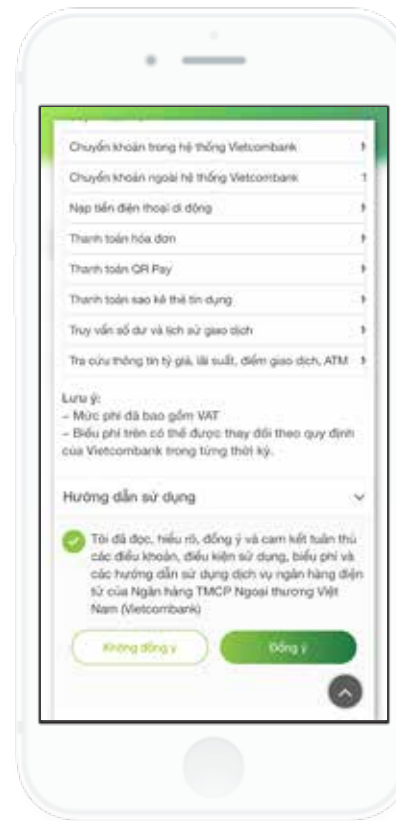 Chuyển khoản trong hệ thống Vietcombank
Chuyển khoản ngoài hệ thống Vietcombank
Nạp tiền điện thoại di động
Thanh toán hóa đơn
Thanh toán QR Pay
Thanh toán sao kê thẻ tín dụng
Truy vấn số dư và lịch sử giao dịch
Tra cứu thông tin tỷ giá, lãi suất, điểm giao dịch, ATM
Lưu ý:
– Mức phí đã bao gồm VAT
– Biểu phí trên có thể được thay đổi theo quy định
của Vietcombank trong từng thời kỳ.
Hướng dẫn sử dụng
Tôi đã đọc, hiểu rõ, đồng ý và cam kết tuân thủ
các điều khoản, điều kiện sử dụng, biểu phí và
các hướng dẫn sử dụng dịch vụ ngân hàng điện
tử của Ngân hàng TMCP Ngoại thương Việt
Nam (Vietcombank)
Không đồng ý
Đồng ý